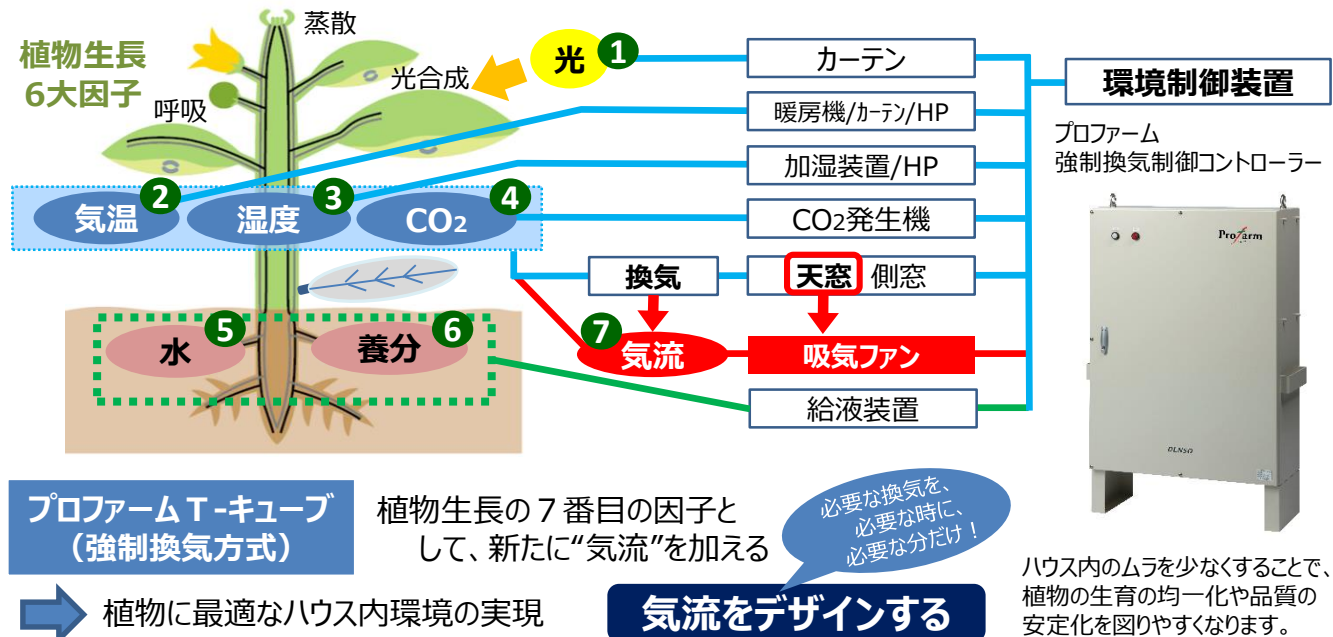 植物生長
6大因子
蒸散
光合成
呼吸
光 1
カーテン
暖房機/ｶｰﾃﾝ/HP
加湿装置/HP
CO2発生機
環境制御装置
プロファーム
強制換気制御コントローラー
Profarm
DENSO
気温 2
湿度 3
CO2 4
換気
天窓 側窓
水 5
養分 6
7 気流
吸気ファン
給液装置
プロファームT-キューブ
（強制換気方式）
植物生長の７番目の因子と
して、新たに“気流”を加える
必要な換気を、
必要な時に、
必要な分だけ！
植物に最適なハウス内環境の実現
気流をデザインする
ハウス内のムラを少なくすることで、
植物の生育の均一化や品質の
安定化を図りやすくなります。